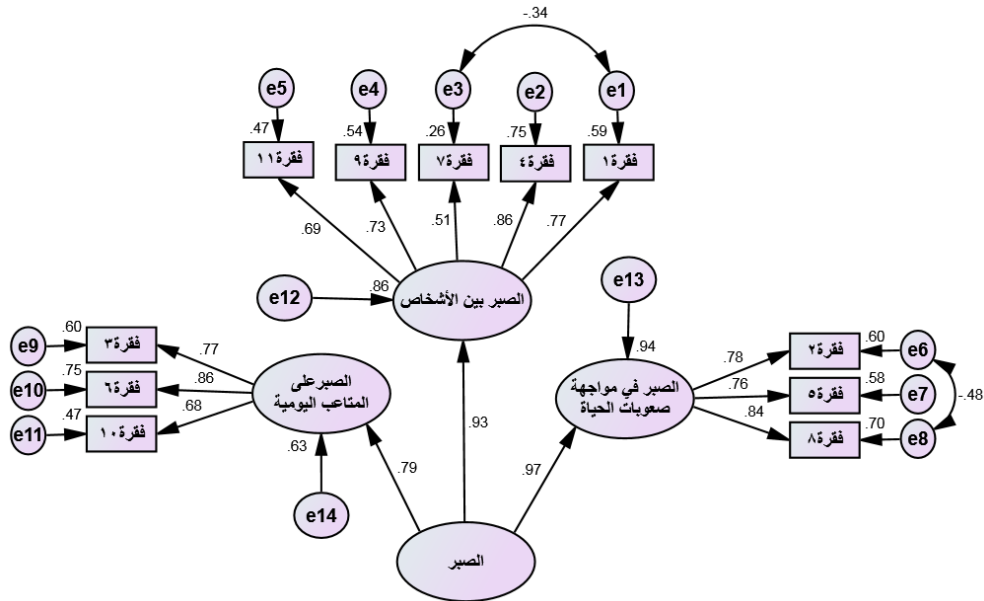 -.34
e5
e4
e3
e2
e1
.47
.54
.26
.75
.59
فقرة١١
فقرة٩
فقرة٧
فقرة٤
فقرة١
.69
.73
.51
.86
.77
e12
.86
الصبر بين الأشخاص
e13
.94
e9
.60
فقرة٣
.77
e10
.75
فقرة٦
.86
e11
.47
فقرة١٠
.68
الصبرعلى
المتاعب اليومية
.63
e14
.79
.93
.97
الصبر في مواجهة
صعوبات الحياة
.78
فقرة٢
.60
e6
.76
فقرة٥
.58
e7
-.48
.84
فقرة٨
.70
e8
الصبر